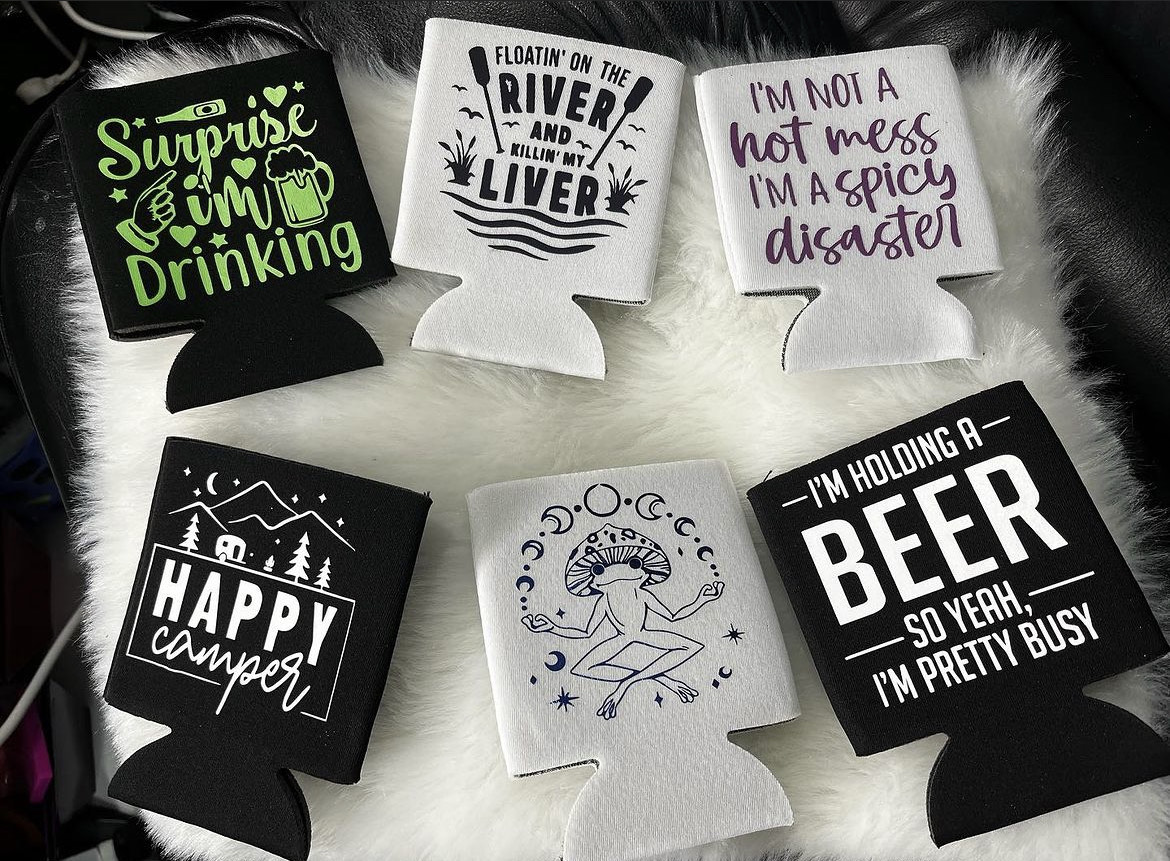 Surprise
i'm
Drinking
FLOATIN' ON THE
RIVER
AND
KILLIN' MY
LIVER
I'M NOT A
hot mess
I'M A spicy
disaster
HAPPY
camper
I'M HOLDING A
BEER
SO YEAH,
I'M PRETTY BUSY